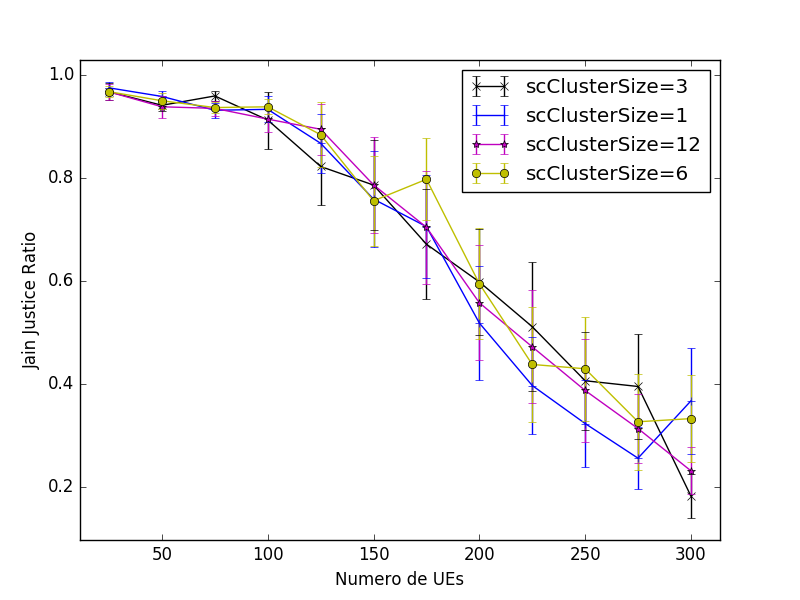 scClusterSize=3
scClusterSize=1
scClusterSize=12
scClusterSize=6
1.0
0.8
0.6
0.4
0.2
Jain Justice Ratio
50 100 150 200 250 300
Numero de UEs